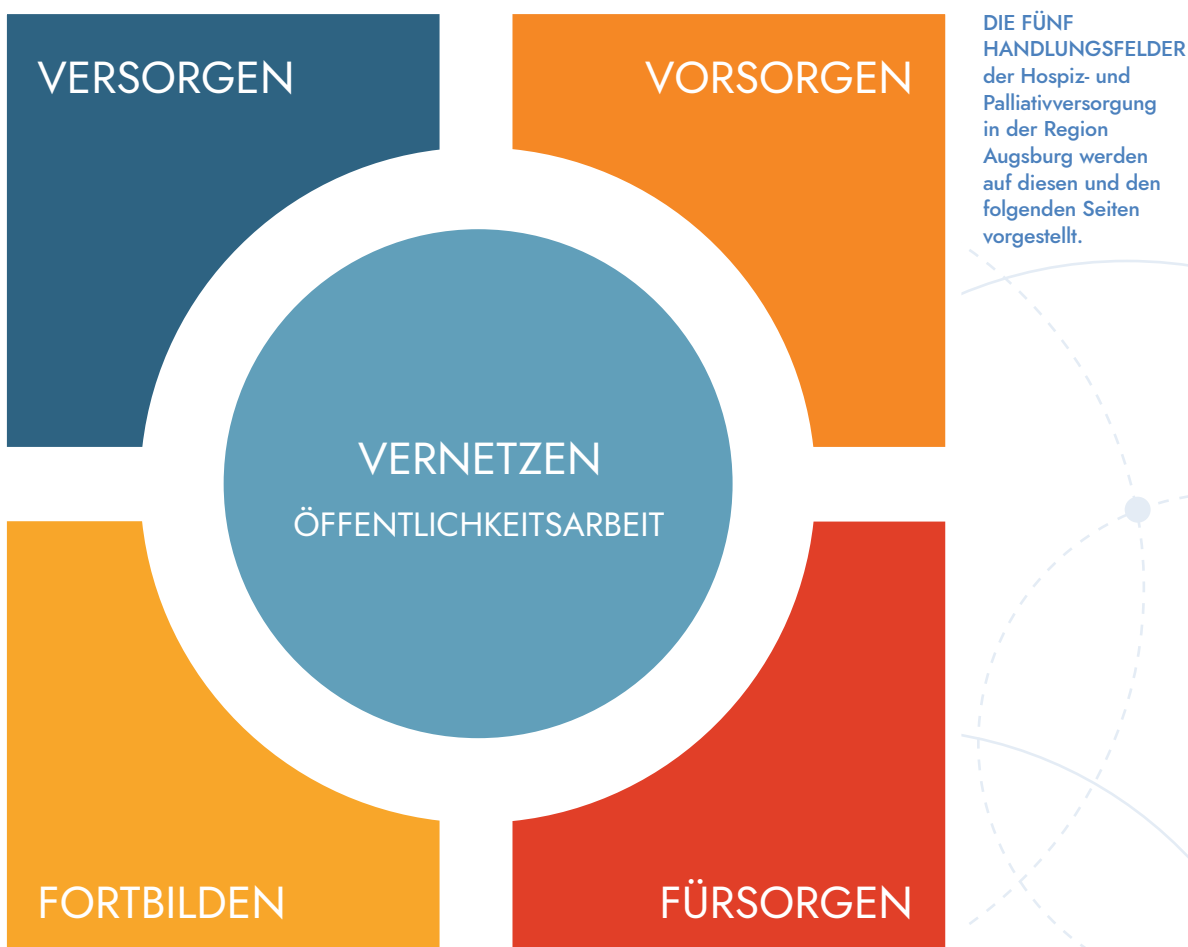 VERSORGEN
VORSORGEN
VERNETZEN
ÖFFENTLICHKEITSARBEIT
FORTBILDEN
FÜRSORGEN
DIE FÜNF
HANDLUNGSFELDER
der Hospiz- und
Palliativversorgung
in der Region
Augsburg werden
auf diesen und den
folgenden Seiten
vorgestellt.